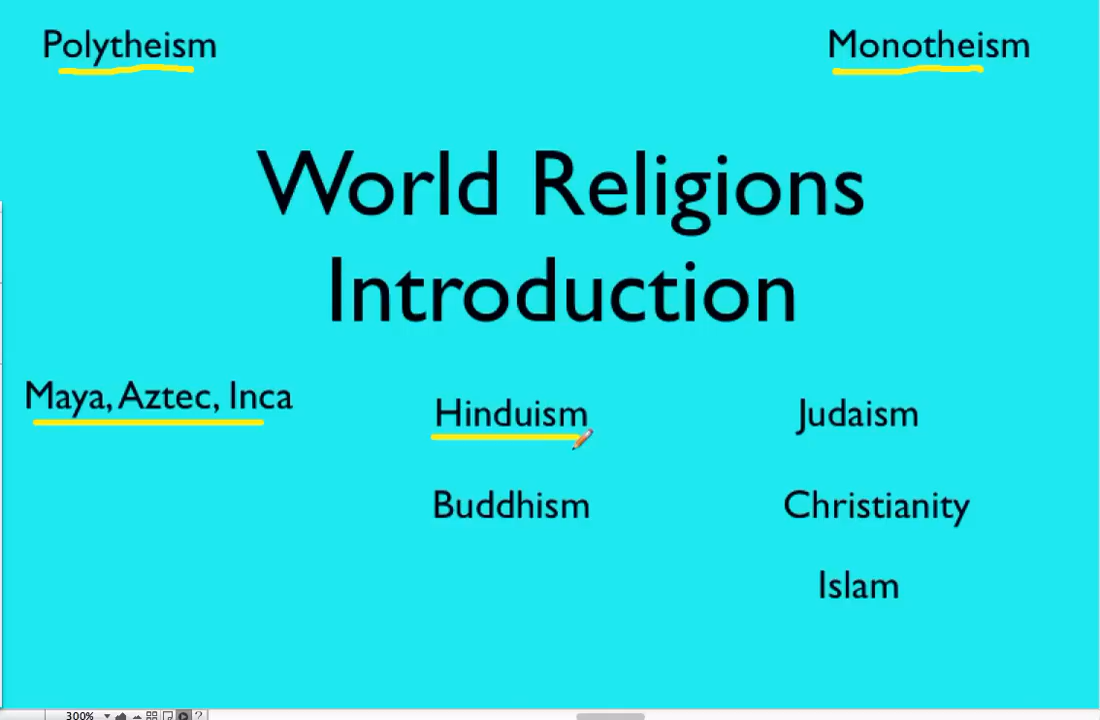 Polytheism
Monotheism
World Religions
Introduction
Maya, Aztec, Inca
Hinduism
Judaism
Buddhism
Christianity
Islam
300%
?